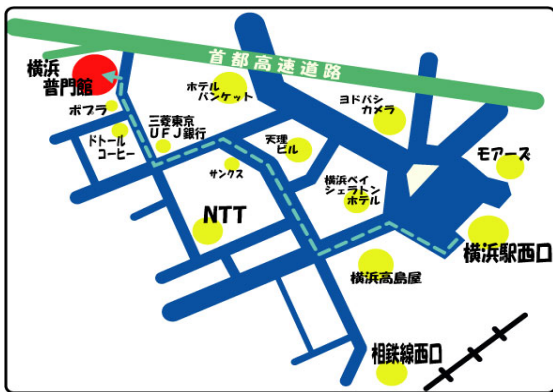 首都高速道路
横浜
普門館
ポプラ
ドトール
コーヒー
三菱東京
UFJ銀行
ホテル
バンケット
ヨドバシ
カメラ
天理
ビル
サンクス
モアーズ
横浜ベイ
シェラトン
ホテル
NTT
横浜駅西口
横浜高島屋
相鉄線西口